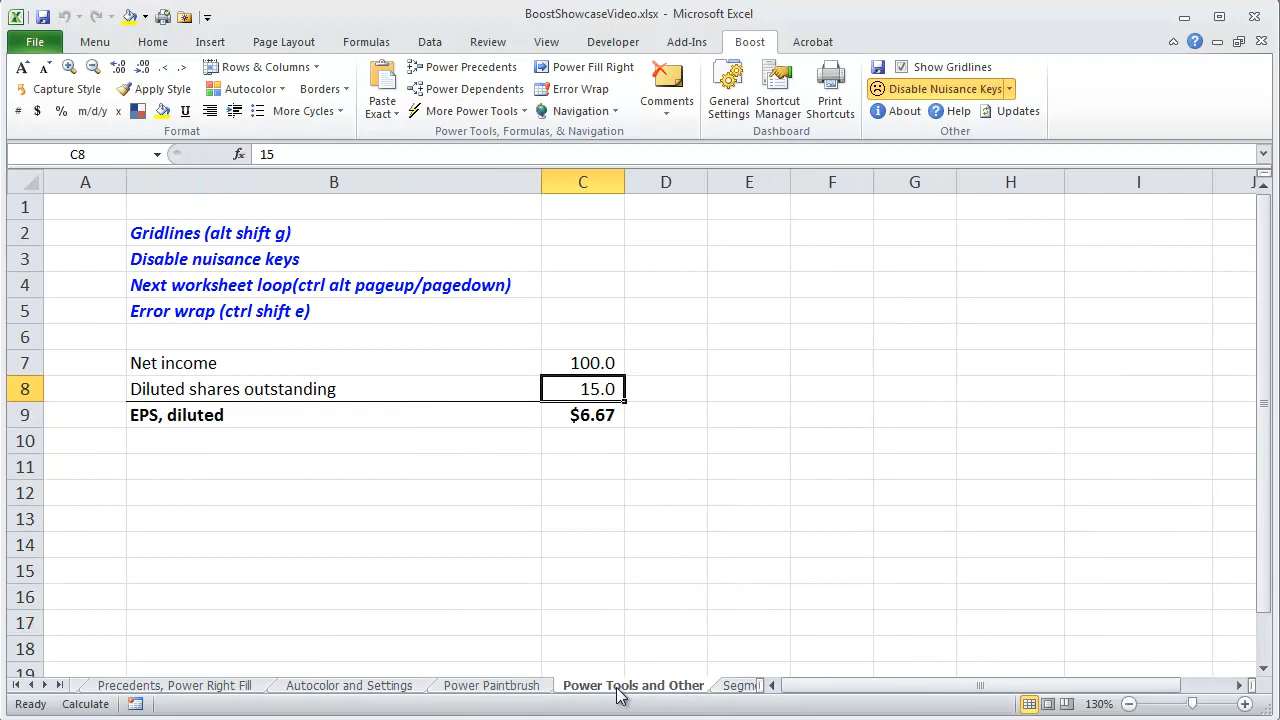 BoostShowcaseVideo.xlsx - Microsoft Excel
File Menu Home Insert Page Layout Formulas Data Review View Developer Add-Ins Boost Acrobat
A A .00 .0 < > Rows & Columns Power Precedents Power Fill Right Show Gridlines
Capture Style Apply Style Autocolor Borders Power Dependents Error Wrap Disable Nuisance Keys
# $ % m/d/y x U More Cycles More Power Tools Navigation About Help Updates
Paste Exact Comments General Settings Shortcut Manager Print Shortcuts
Format Power Tools, Formulas, & Navigation Dashboard Other
C8 fx 15
A B C D E F G H I J
1
2 Gridlines (alt shift g)
3 Disable nuisance keys
4 Next worksheet loop(ctrl alt pageup/pagedown)
5 Error wrap (ctrl shift e)
6
7 Net income 100.0
8 Diluted shares outstanding 15.0
9 EPS, diluted $6.67
10
11
12
13
14
15
16
17
18
19
Precedents, Power Right Fill Autocolor and Settings Power Paintbrush Power Tools and Other Segm
Ready Calculate 130%